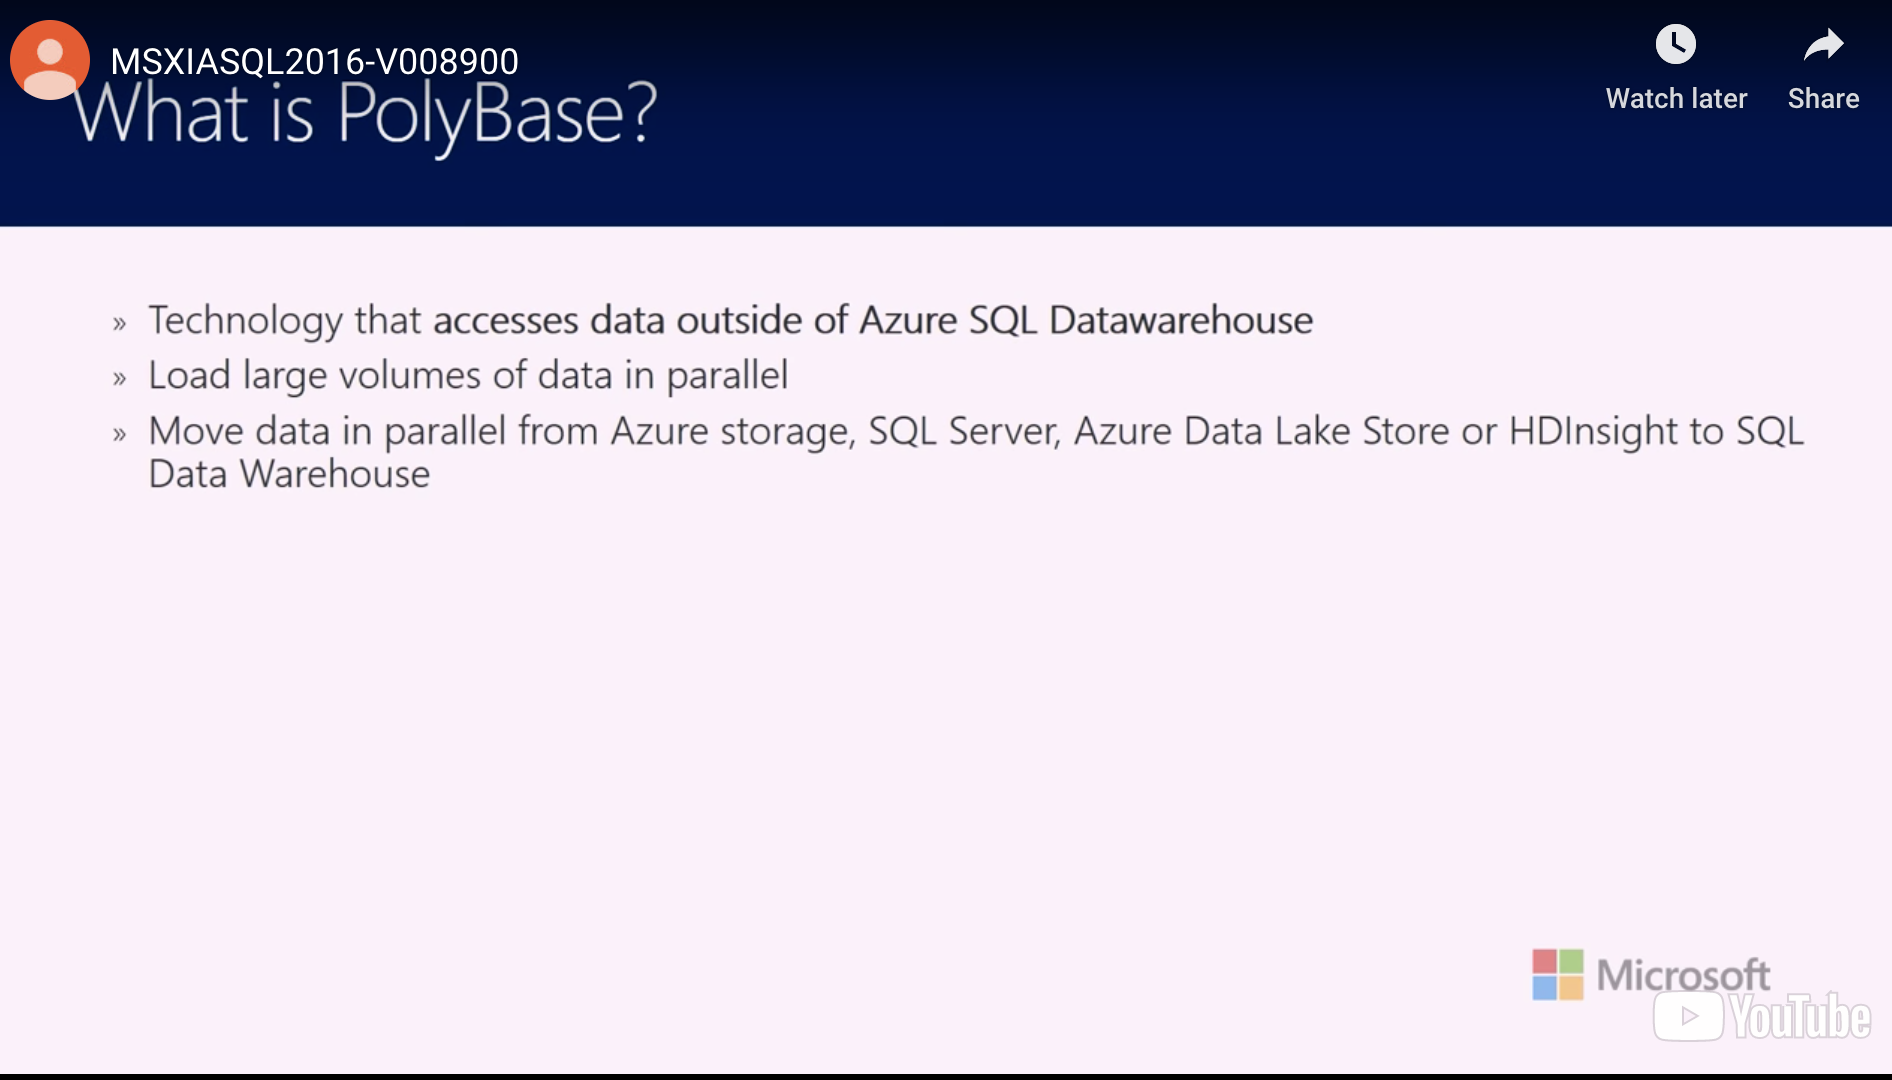 MSXIASQL2016-V008900
Watch later
Share
What is PolyBase?
» Technology that accesses data outside of Azure SQL Datawarehouse
» Load large volumes of data in parallel
» Move data in parallel from Azure storage, SQL Server, Azure Data Lake Store or HDInsight to SQL
Data Warehouse
Microsoft
YouTube